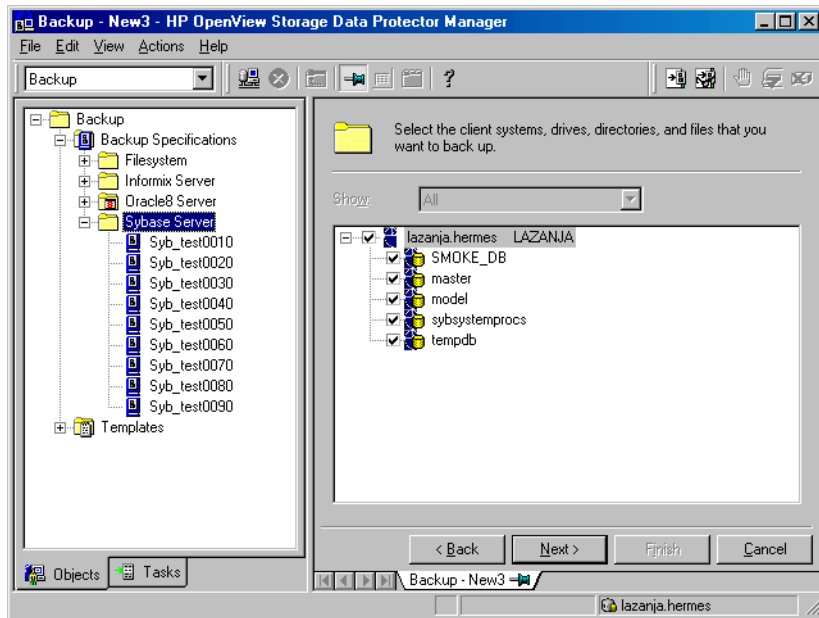 Backup - New3 - HP OpenView Storage Data Protector Manager
File Edit View Actions Help
Backup
?
Backup
Backup Specifications
Filesystem
Informix Server
Oracle8 Server
Sybase Server
Syb_test0010
Syb_test0020
Syb_test0030
Syb_test0040
Syb_test0050
Syb_test0060
Syb_test0070
Syb_test0080
Syb_test0090
Templates
Objects
Tasks
Select the client systems, drives, directories, and files that you
want to back up.
Show: All
lazanja.hermes LAZANJA
SMOKE_DB
master
model
sybsystemprocs
tempdb
< Back Next > Finish Cancel
Backup - New3
lazanja.hermes